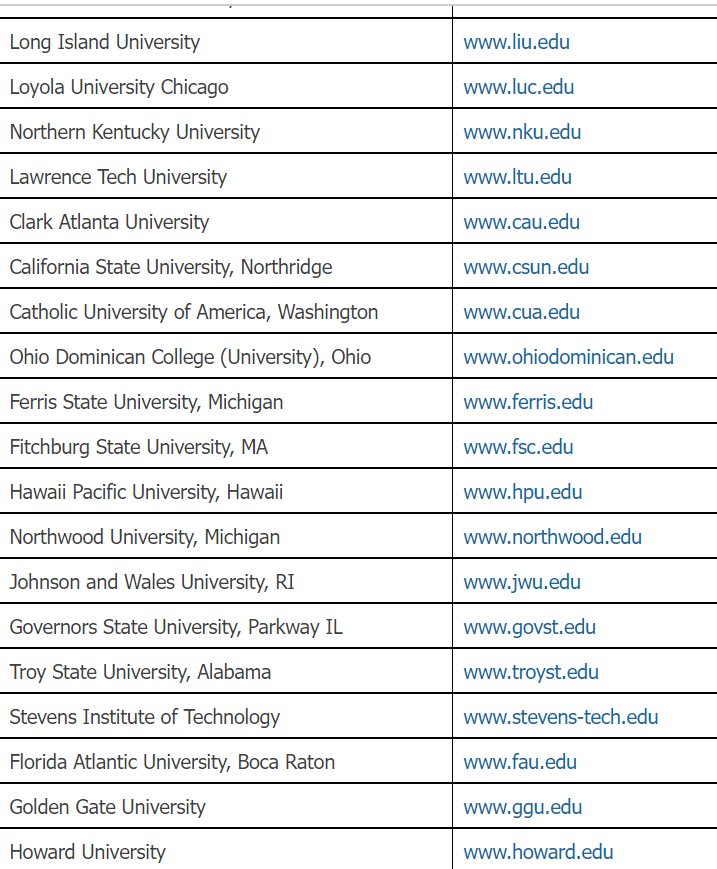 Long Island University www.liu.edu
Loyola University Chicago www.luc.edu
Northern Kentucky University www.nku.edu
Lawrence Tech University www.ltu.edu
Clark Atlanta University www.cau.edu
California State University, Northridge www.csun.edu
Catholic University of America, Washington www.cua.edu
Ohio Dominican College (University), Ohio www.ohiodominican.edu
Ferris State University, Michigan www.ferris.edu
Fitchburg State University, MA www.fsc.edu
Hawaii Pacific University, Hawaii www.hpu.edu
Northwood University, Michigan www.northwood.edu
Johnson and Wales University, RI www.jwu.edu
Governors State University, Parkway IL www.govst.edu
Troy State University, Alabama www.troyst.edu
Stevens Institute of Technology www.stevens-tech.edu
Florida Atlantic University, Boca Raton www.fau.edu
Golden Gate University www.ggu.edu
Howard University www.howard.edu